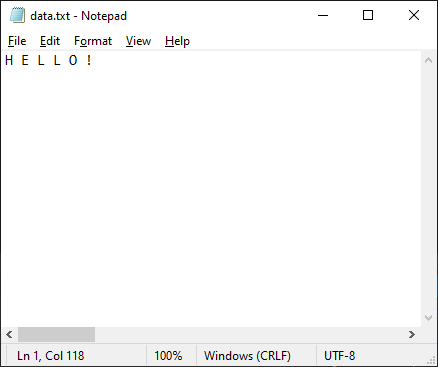 data.txt - Notepad
File Edit Format View Help
H E L L O !
Ln 1, Col 118 100% Windows (CRLF) UTF-8